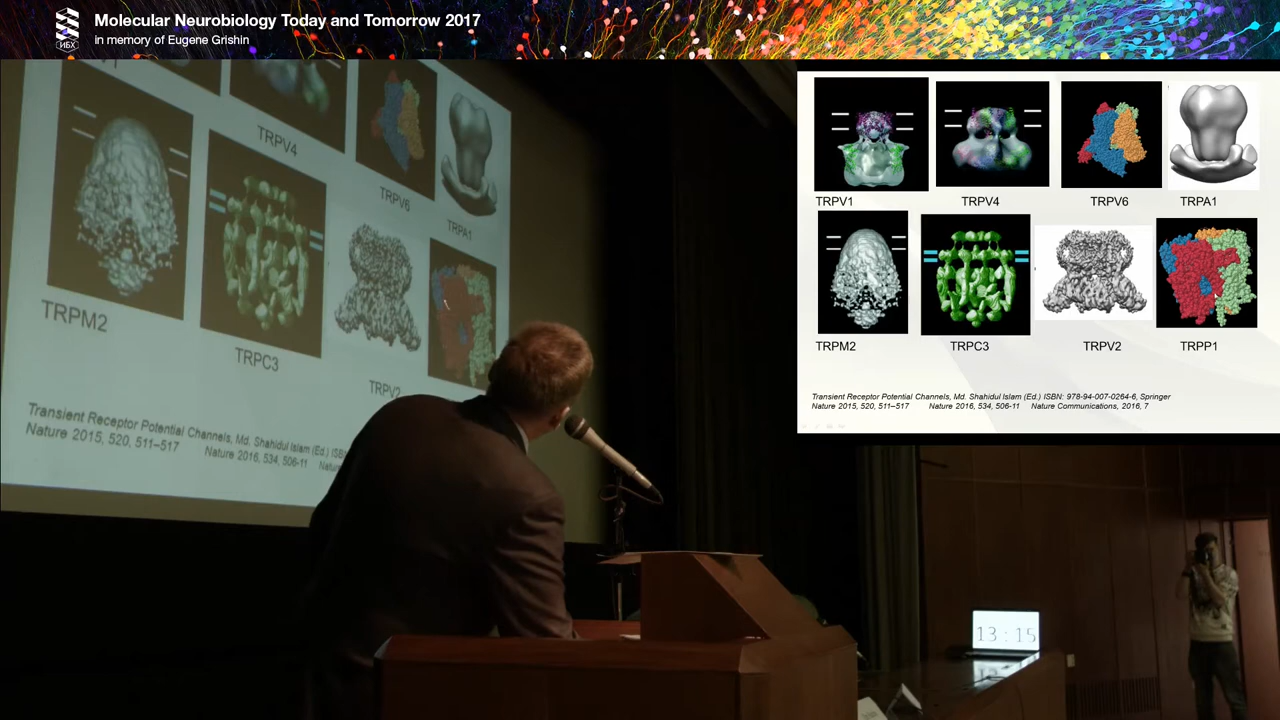 Molecular Neurobiology Today and Tomorrow 2017
in memory of Eugene Grishin
ИБХ
TRPV4
TRPV6
TRPA1
TRPM2
TRPC3
TRPV2
Transient Receptor Potential Channels, Md. Shahidul Islam (Ed.) ISB
Nature 2015, 520, 511–517 Nature 2016, 534, 506-11
TRPV1 TRPV4 TRPV6 TRPA1
TRPM2 TRPC3 TRPV2 TRPP1
Transient Receptor Potential Channels, Md. Shahidul Islam (Ed.) ISBN: 978-94-007-0264-6, Springer
Nature 2015, 520, 511–517 Nature 2016, 534, 506-11 Nature Communications, 2016, 7
13:15